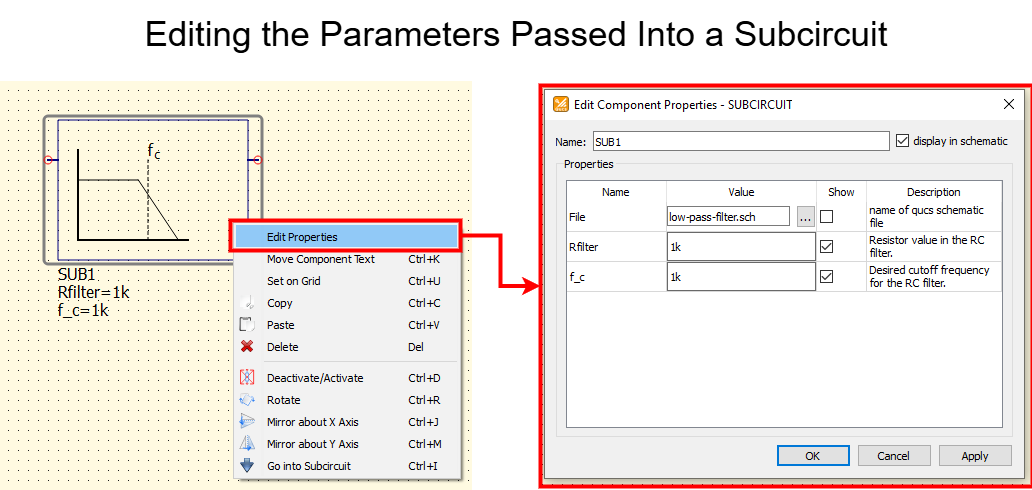 Editing the Parameters Passed Into a Subcircuit
fc
SUB1
Rfilter=1k
f_c=1k
Edit Properties
Move Component Text Ctrl+K
Set on Grid Ctrl+U
Copy Ctrl+C
Paste Ctrl+V
Delete Del
Deactivate/Activate Ctrl+D
Rotate Ctrl+R
Mirror about X Axis Ctrl+J
Mirror about Y Axis Ctrl+M
Go into Subcircuit Ctrl+I
Edit Component Properties - SUBCIRCUIT
Name: SUB1 display in schematic
Properties
Name Value Show Description
File low-pass-filter.sch ... name of qucs schematic
file
Rfilter 1k Resistor value in the RC
filter.
f_c 1k Desired cutoff frequency
for the RC filter.
OK Cancel Apply